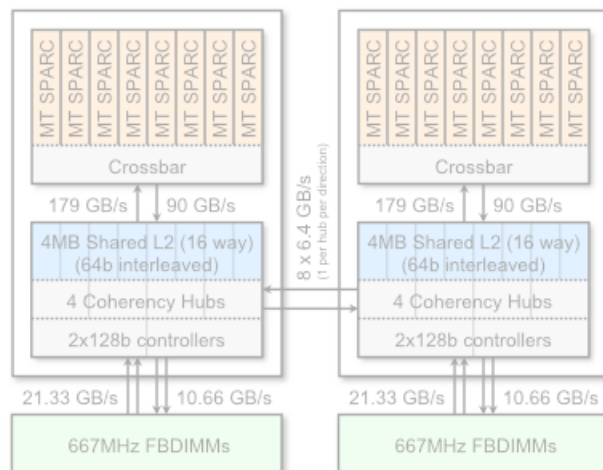 MT SPARC
MT SPARC
MT SPARC
MT SPARC
MT SPARC
MT SPARC
MT SPARC
MT SPARC
Crossbar
179 GB/s
90 GB/s
4MB Shared L2 (16 way)
(64b interleaved)
4 Coherency Hubs
2x128b controllers
21.33 GB/s
10.66 GB/s
667MHz FBDIMMs
8 x 6.4 GB/s
(1 per hub per direction)
MT SPARC
MT SPARC
MT SPARC
MT SPARC
MT SPARC
MT SPARC
MT SPARC
MT SPARC
Crossbar
179 GB/s
90 GB/s
4MB Shared L2 (16 way)
(64b interleaved)
4 Coherency Hubs
2x128b controllers
21.33 GB/s
10.66 GB/s
667MHz FBDIMMs